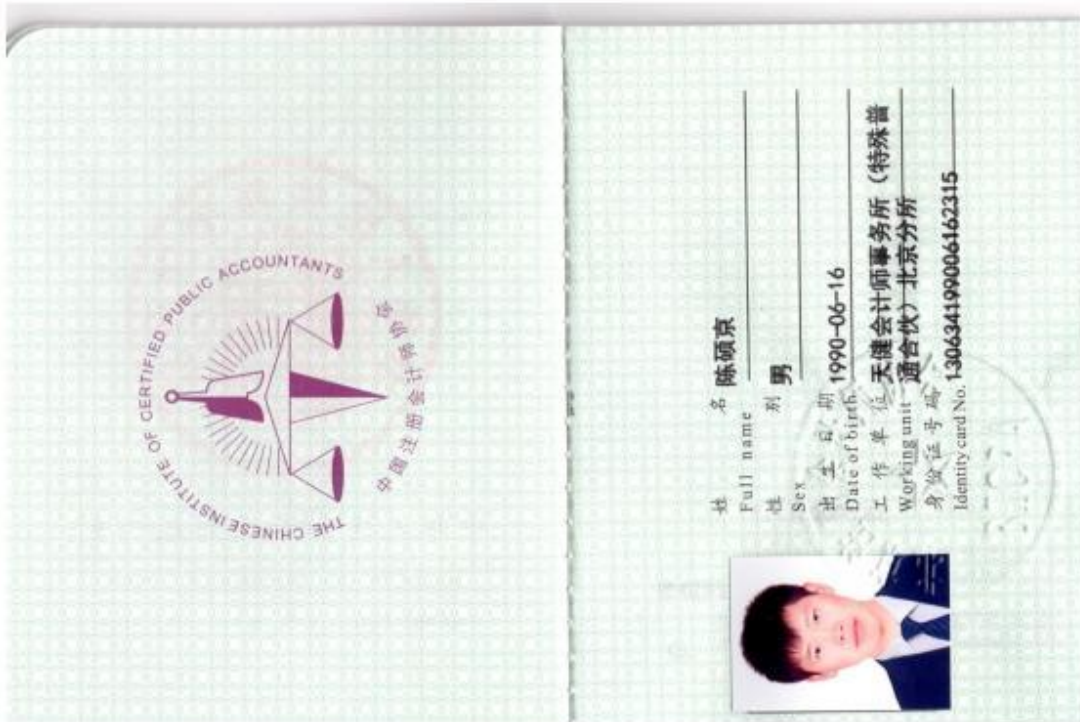 THE CHINESE INSTITUTE OF CERTIFIED PUBLIC ACCOUNTANTS
中国注册会计师协会
姓 名 陈硕京
Full name
性 别 男
Sex
出 生 日 期 1990-06-16
Date of birth
工 作 单 位 天健会计师事务所（特殊普
Working unit 通合伙）北京分所
身 份 证 号 码 130634199006162315
Identity card No.